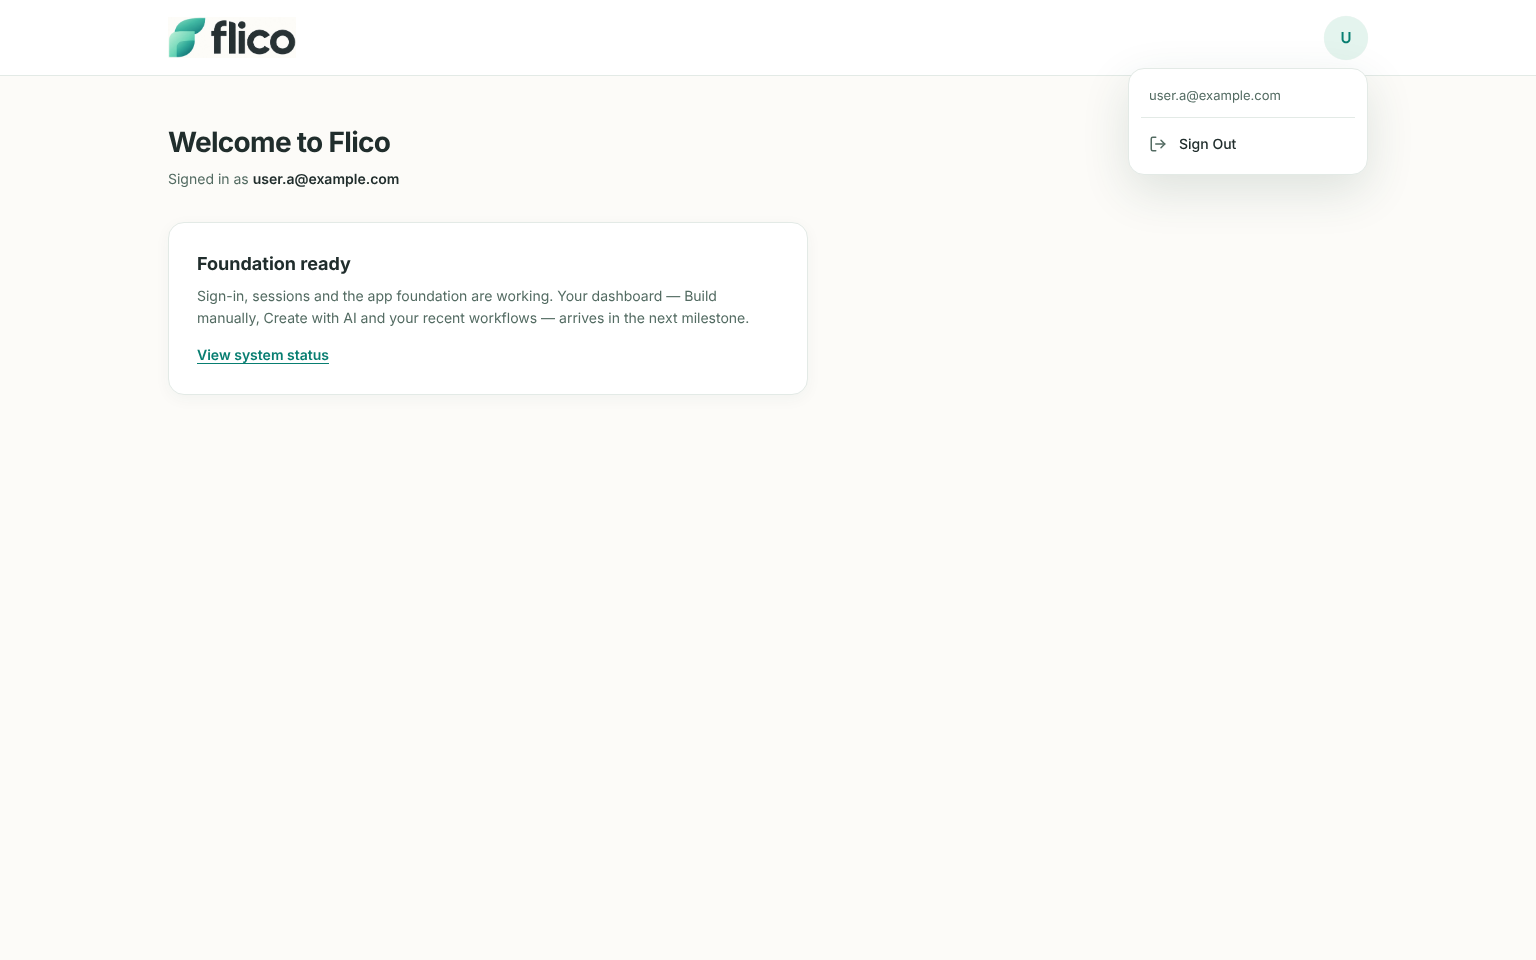 flico
U
user.a@example.com
Sign Out
Welcome to Flico
Signed in as user.a@example.com
Foundation ready
Sign-in, sessions and the app foundation are working. Your dashboard — Build
manually, Create with AI and your recent workflows — arrives in the next milestone.
View system status